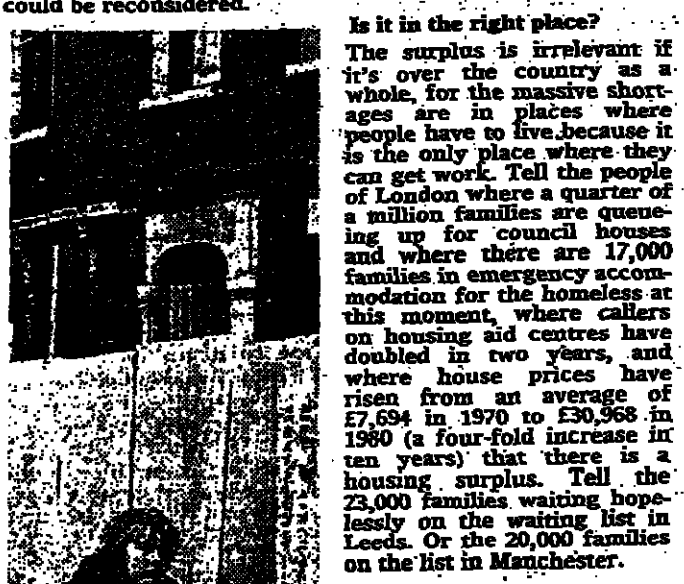 could be reconsidered.
Is it in the right place?
The surplus is irrelevant if
it's over the country as a
whole, for the massive short-
ages are in places where
people have to live because it
is the only place where they
can get work. Tell the people
of London where a quarter of
a million families are queue-
ing up for council houses
and where there are 17,000
families in emergency accom-
modation for the homeless at
this moment, where callers
on housing aid centres have
doubled in two years, and
where house prices have
risen from an average of
£7,694 in 1970 to £30,968 in
1980 (a four-fold increase in
ten years) that there is a
housing surplus. Tell the
23,000 families waiting hope-
lessly on the waiting list in
Leeds. Or the 20,000 families
on the list in Manchester.